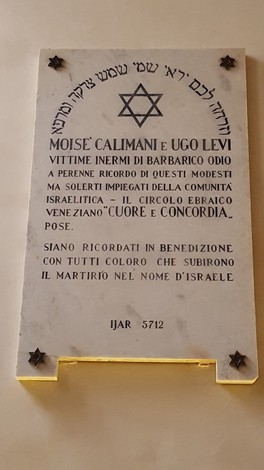 וזרחה לכם יראי שמי שמש צדקה ומרפא
MOISE' CALIMANI E UGO LEVI
VITTIME INERMI DI BARBARICO ODIO
A PERENNE RICORDO DI QUESTI MODESTI
MA SOLERTI IMPIEGATI DELLA COMUNITÀ
ISRAELITICA - IL CIRCOLO EBRAICO
VENEZIANO "CUORE E CONCORDIA„
POSE.
SIANO RICORDATI IN BENEDIZIONE
CON TUTTI COLORO CHE SUBIRONO
IL MARTIRIO NEL NOME D'ISRAELE
IJAR 5712